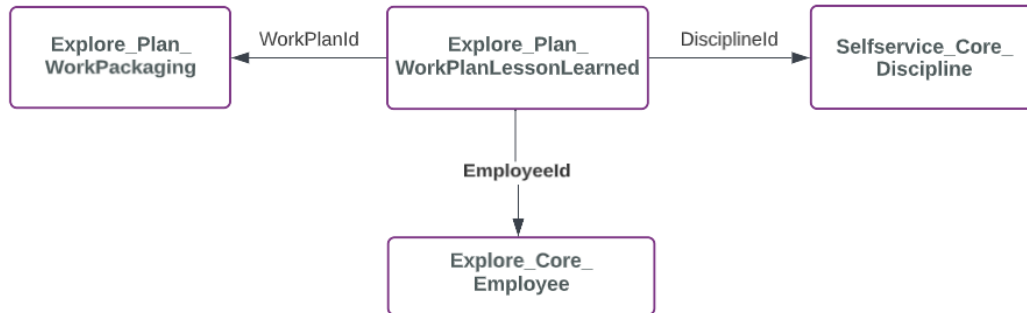 Explore_Plan_
WorkPackaging
WorkPlanId
Explore_Plan_
WorkPlanLessonLearned
DisciplineId
Selfservice_Core_
Discipline
EmployeeId
Explore_Core_
Employee